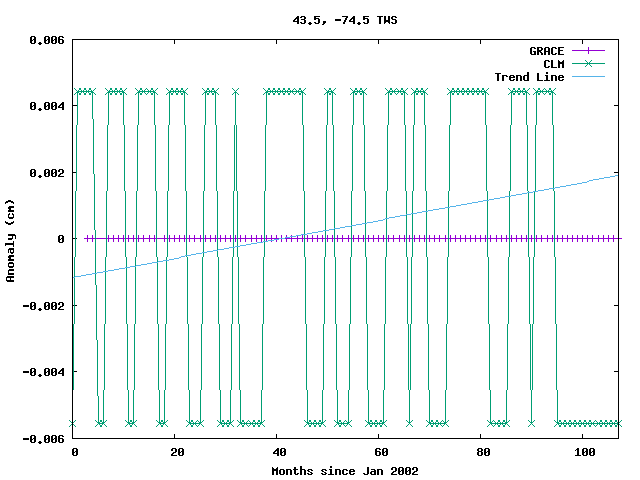 43.5, -74.5 TWS
GRACE
CLM
Trend Line
0.006
0.004
0.002
0
-0.002
-0.004
-0.006
Anomaly (cm)
0 20 40 60 80 100
Months since Jan 2002